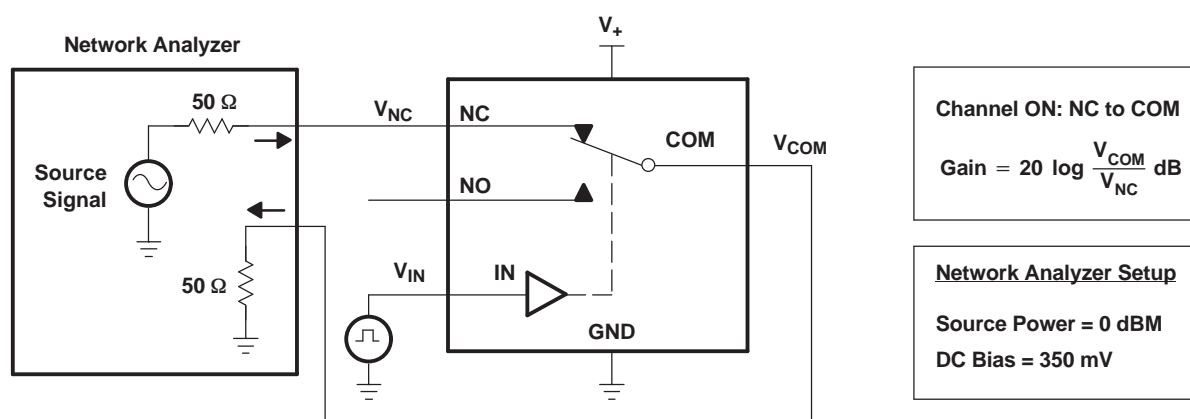 V+
Network Analyzer
50 Ω
VNC
NC
COM
VCOM
Source
Signal
NO
50 Ω
VIN
IN
GND
Channel ON: NC to COM
Gain = 20 log VCOM/VNC dB
Network Analyzer Setup
Source Power = 0 dBM
DC Bias = 350 mV